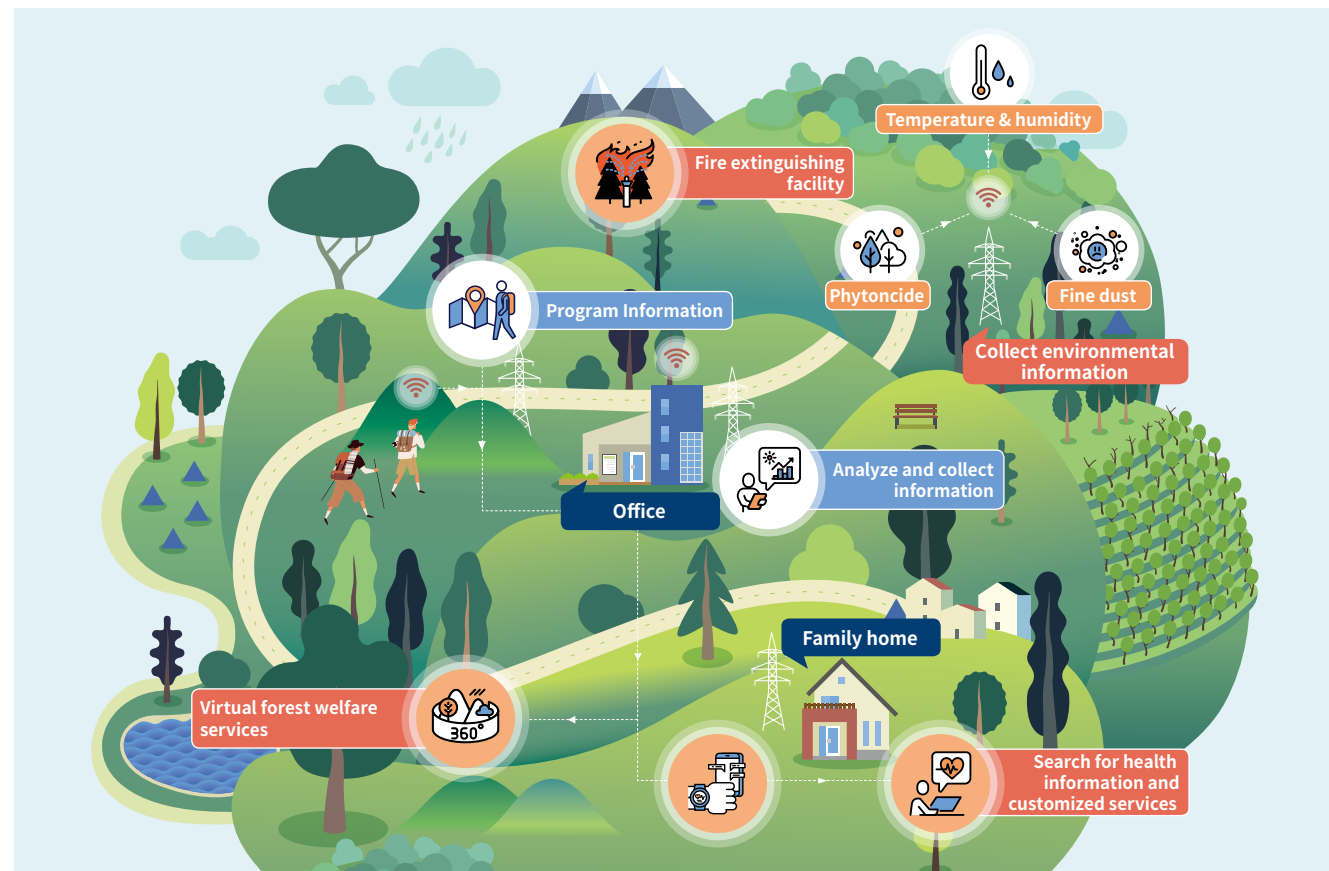 Temperature & humidity
Fire extinguishing
facility
Phytoncide
Fine dust
Program Information
Collect environmental
information
Analyze and collect
information
Office
Family home
Virtual forest welfare
services
360°
Search for health
information and
customized services